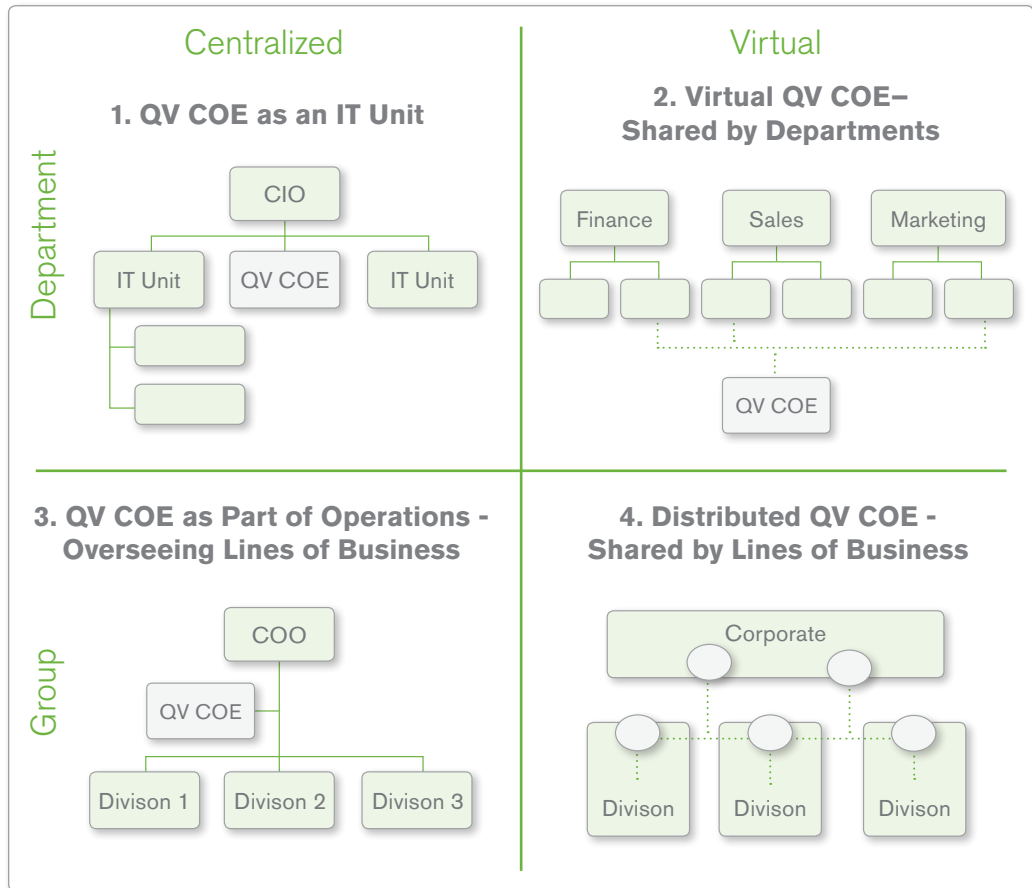 Centralized
Virtual
Department
1. QV COE as an IT Unit
CIO
IT Unit
QV COE
IT Unit
2. Virtual QV COE–
Shared by Departments
Finance
Sales
Marketing
QV COE
Group
3. QV COE as Part of Operations -
Overseeing Lines of Business
COO
QV COE
Divison 1
Divison 2
Divison 3
4. Distributed QV COE -
Shared by Lines of Business
Corporate
Divison
Divison
Divison